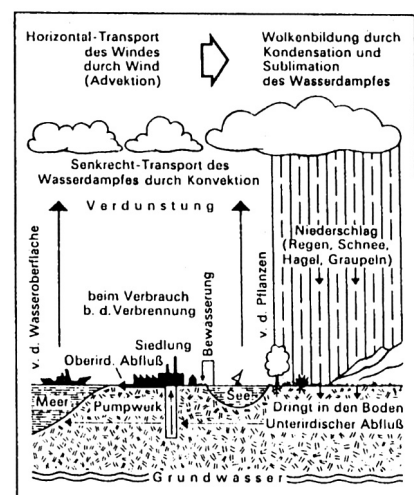 Horizontal-Transport
des Windes
durch Wind
(Advektion)
Wolkenbildung durch
Kondensation und
Sublimation
des Wasserdampfes
Senkrecht-Transport des
Wasserdampfes durch Konvektion
Verdunstung
v. d. Wasseroberfläche
beim Verbrauch
b. d. Verbrennung
Bewässerung
v. d. Pflanzen
Niederschlag
(Regen, Schnee,
Hagel, Graupeln)
Siedlung
Oberird. Abfluß
Meer
Pumpwerk
See
Dringt in den Boden
Unterirdischer Abfluß
Grundwasser